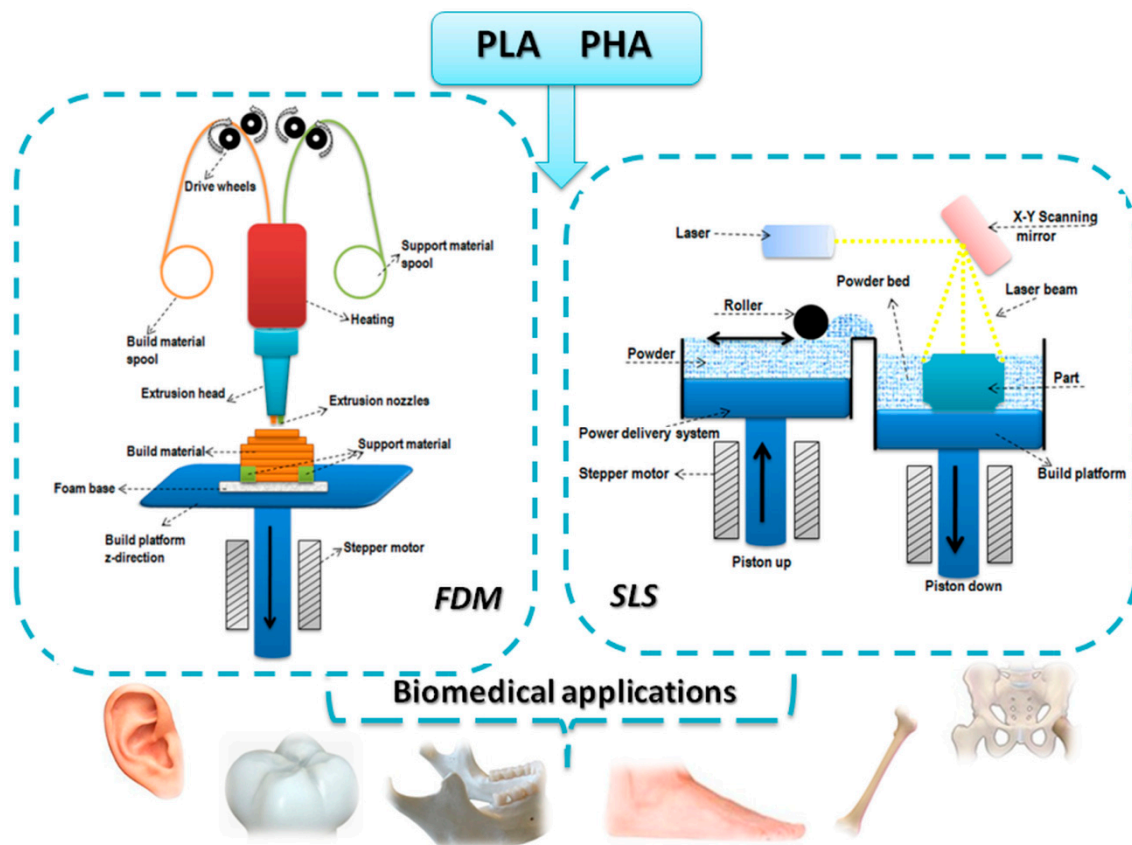 PLA PHA
Drive wheels
Support material
spool
Heating
Build material
spool
Extrusion head
Extrusion nozzles
Build material
Support material
Foam base
Build platform
z-direction
Stepper motor
FDM
Laser
X-Y Scanning
mirror
Powder bed
Laser beam
Roller
Powder
Part
Power delivery system
Stepper motor
Build platform
Piston up
Piston down
SLS
Biomedical applications